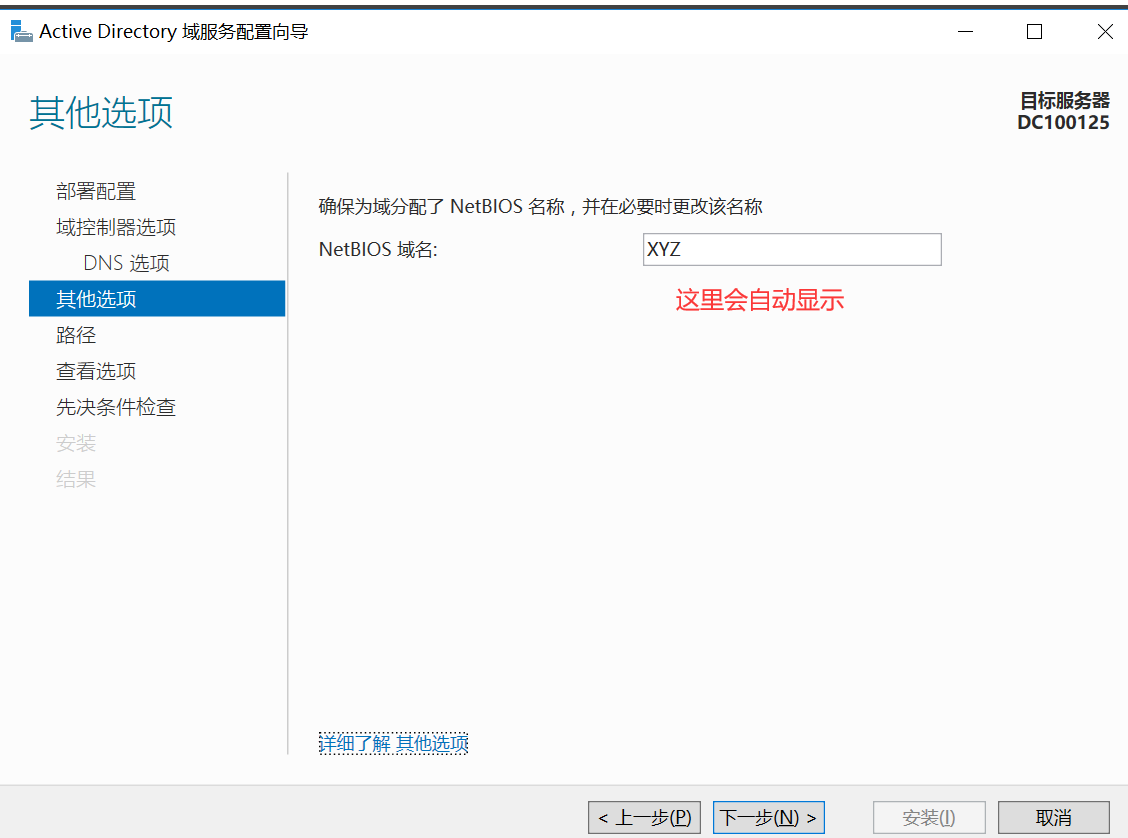 Active Directory 域服务配置向导
其他选项
目标服务器
DC100125
部署配置
域控制器选项
DNS 选项
其他选项
路径
查看选项
先决条件检查
安装
结果
确保为域分配了 NetBIOS 名称，并在必要时更改该名称
NetBIOS 域名: XYZ
这里会自动显示
详细了解 其他选项
< 上一步(P) 下一步(N) > 安装(I) 取消